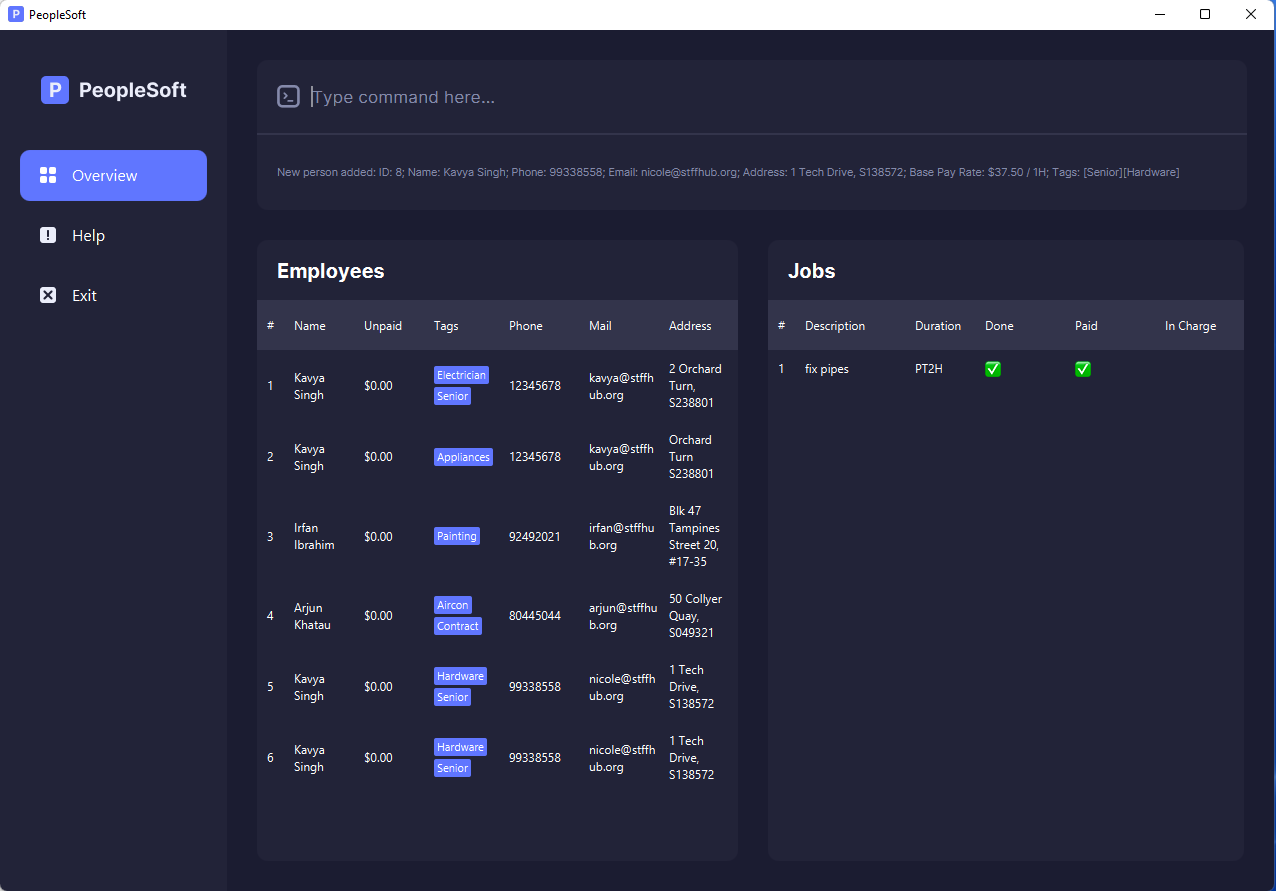 P PeopleSoft
P PeopleSoft
Overview
Help
Exit
Type command here...
New person added: ID: 8; Name: Kavya Singh; Phone: 99338558; Email: nicole@stffhub.org; Address: 1 Tech Drive, S138572; Base Pay Rate: $37.50 / 1H; Tags: [Senior][Hardware]
Employees
# Name Unpaid Tags Phone Mail Address
1 Kavya Singh $0.00 Electrician Senior 12345678 kavya@stffhub.org 2 Orchard Turn, S238801
2 Kavya Singh $0.00 Appliances 12345678 kavya@stffhub.org Orchard Turn S238801
3 Irfan Ibrahim $0.00 Painting 92492021 irfan@stffhub.org Blk 47 Tampines Street 20, #17-35
4 Arjun Khatau $0.00 Aircon Contract 80445044 arjun@stffhub.org 50 Collyer Quay, S049321
5 Kavya Singh $0.00 Hardware Senior 99338558 nicole@stffhub.org 1 Tech Drive, S138572
6 Kavya Singh $0.00 Hardware Senior 99338558 nicole@stffhub.org 1 Tech Drive, S138572
Jobs
# Description Duration Done Paid In Charge
1 fix pipes PT2H ✅ ✅